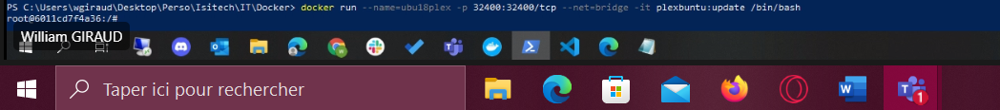 PS C:\Users\wgiraud\Desktop\Perso\Isitech\IT\Docker> docker run --name=ubu18plex -p 32400:32400/tcp --net=bridge -it plexbuntu:update /bin/bash
root@6011cd7f4a36:/#
William GIRAUD
Taper ici pour rechercher
1